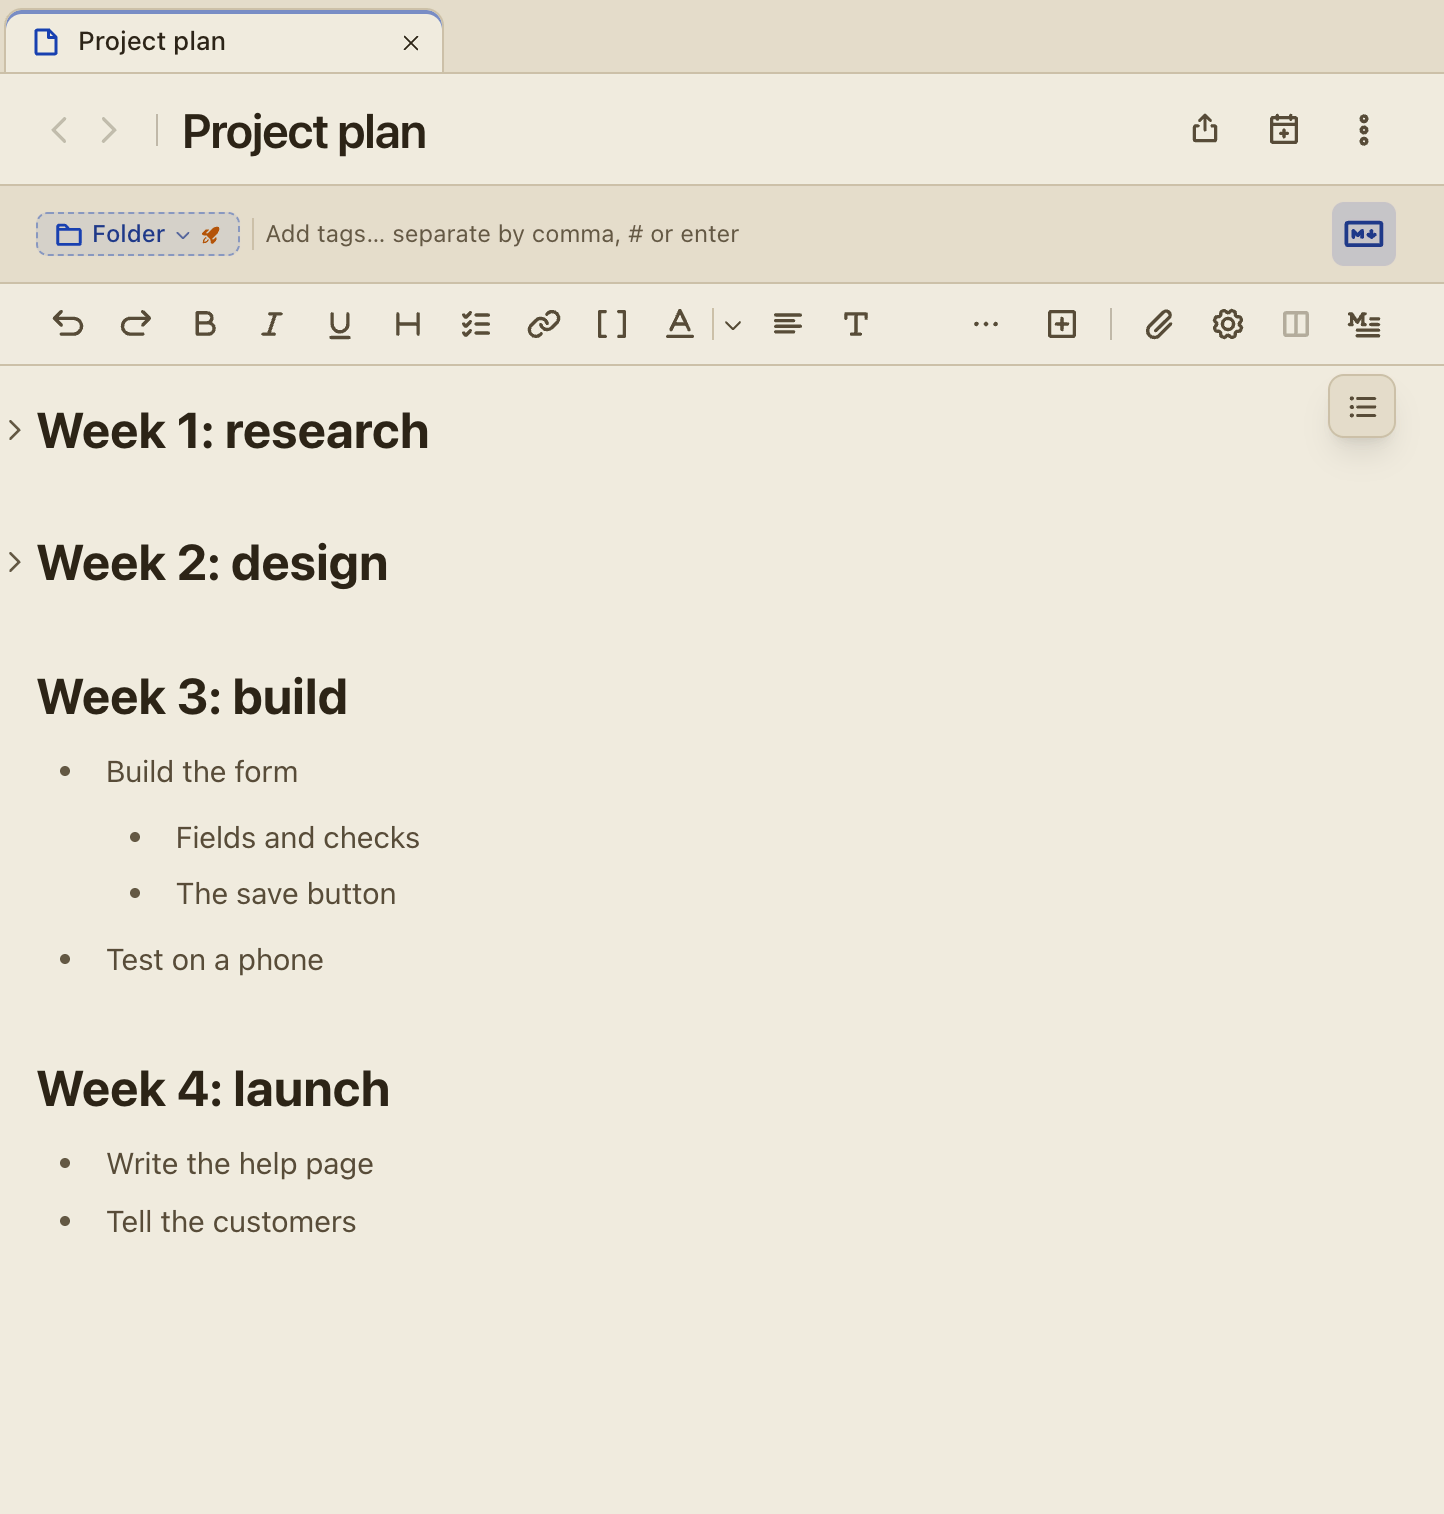 Project plan
Project plan
Folder
Add tags... separate by comma, # or enter
Week 1: research
Week 2: design
Week 3: build
Build the form
Fields and checks
The save button
Test on a phone
Week 4: launch
Write the help page
Tell the customers